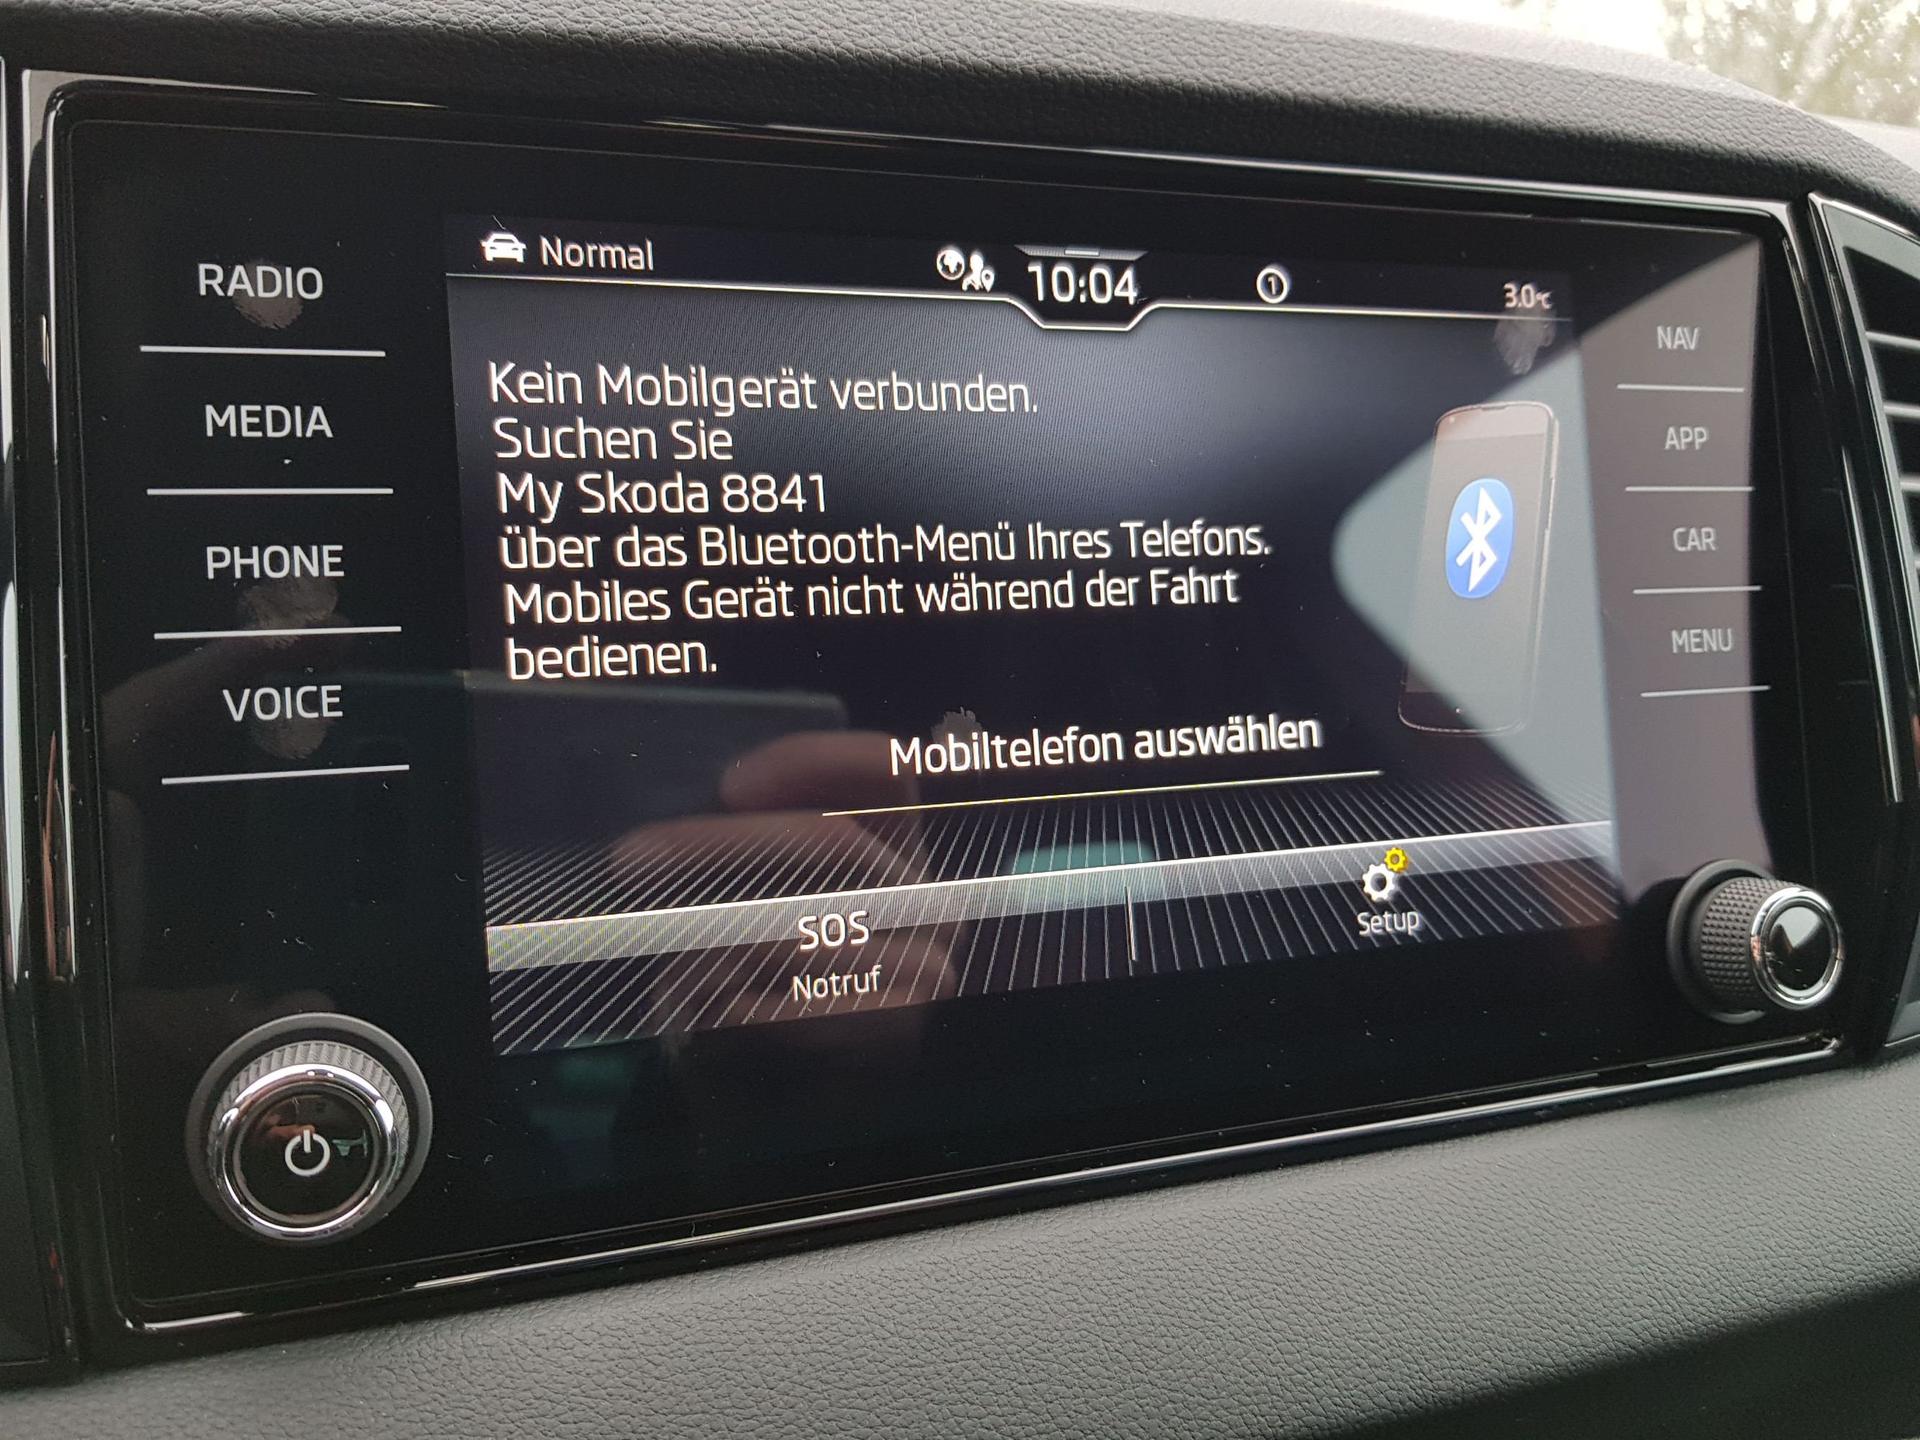 Normal
10:04
1
3.0°C
RADIO
MEDIA
PHONE
VOICE
Kein Mobilgerät verbunden.
Suchen Sie
My Skoda 8841
über das Bluetooth-Menü Ihres Telefons.
Mobiles Gerät nicht während der Fahrt
bedienen.
Mobiltelefon auswählen
SOS
Notruf
Setup
NAV
APP
CAR
MENU